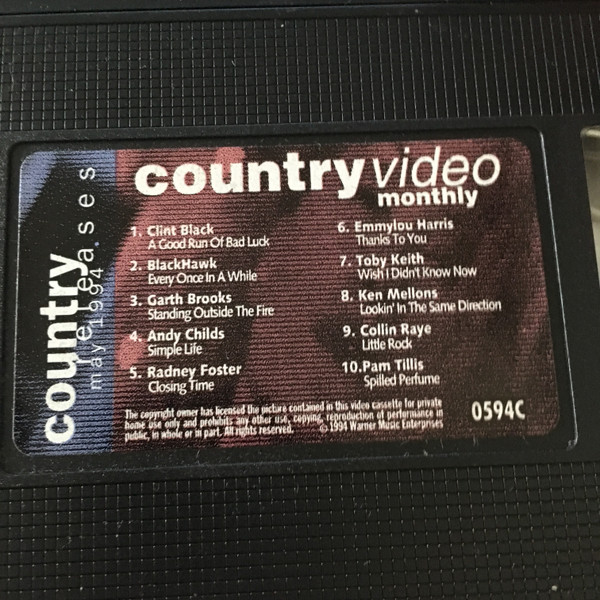 country video
monthly
country
releases
may 1994
1. Clint Black
A Good Run Of Bad Luck
2. BlackHawk
Every Once In A While
3. Garth Brooks
Standing Outside The Fire
4. Andy Childs
Simple Life
5. Radney Foster
Closing Time
6. Emmylou Harris
Thanks To You
7. Toby Keith
Wish I Didn't Know Now
8. Ken Mellons
Lookin' In The Same Direction
9. Collin Raye
Little Rock
10.Pam Tillis
Spilled Perfume
The copyright owner has licensed the picture contained in this video cassette for private
home use only and prohibits any other use, copying, reproduction of performance in
public, in whole or in part. All rights reserved. ©1994 Warner Music Enterprises
0594C